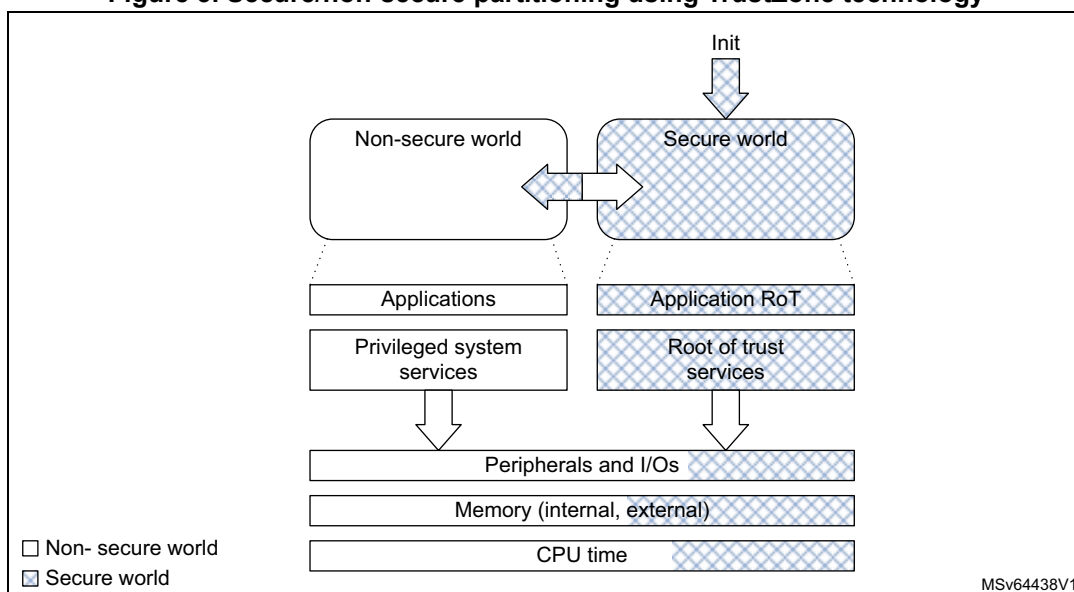 Figure Secure/non-secure partitioning using TrustZone technology
Init
Non-secure world
Secure world
Applications
Application RoT
Privileged system
services
Root of trust
services
Peripherals and I/Os
Memory (internal, external)
CPU time
Non- secure world
Secure world
MSv64438V1